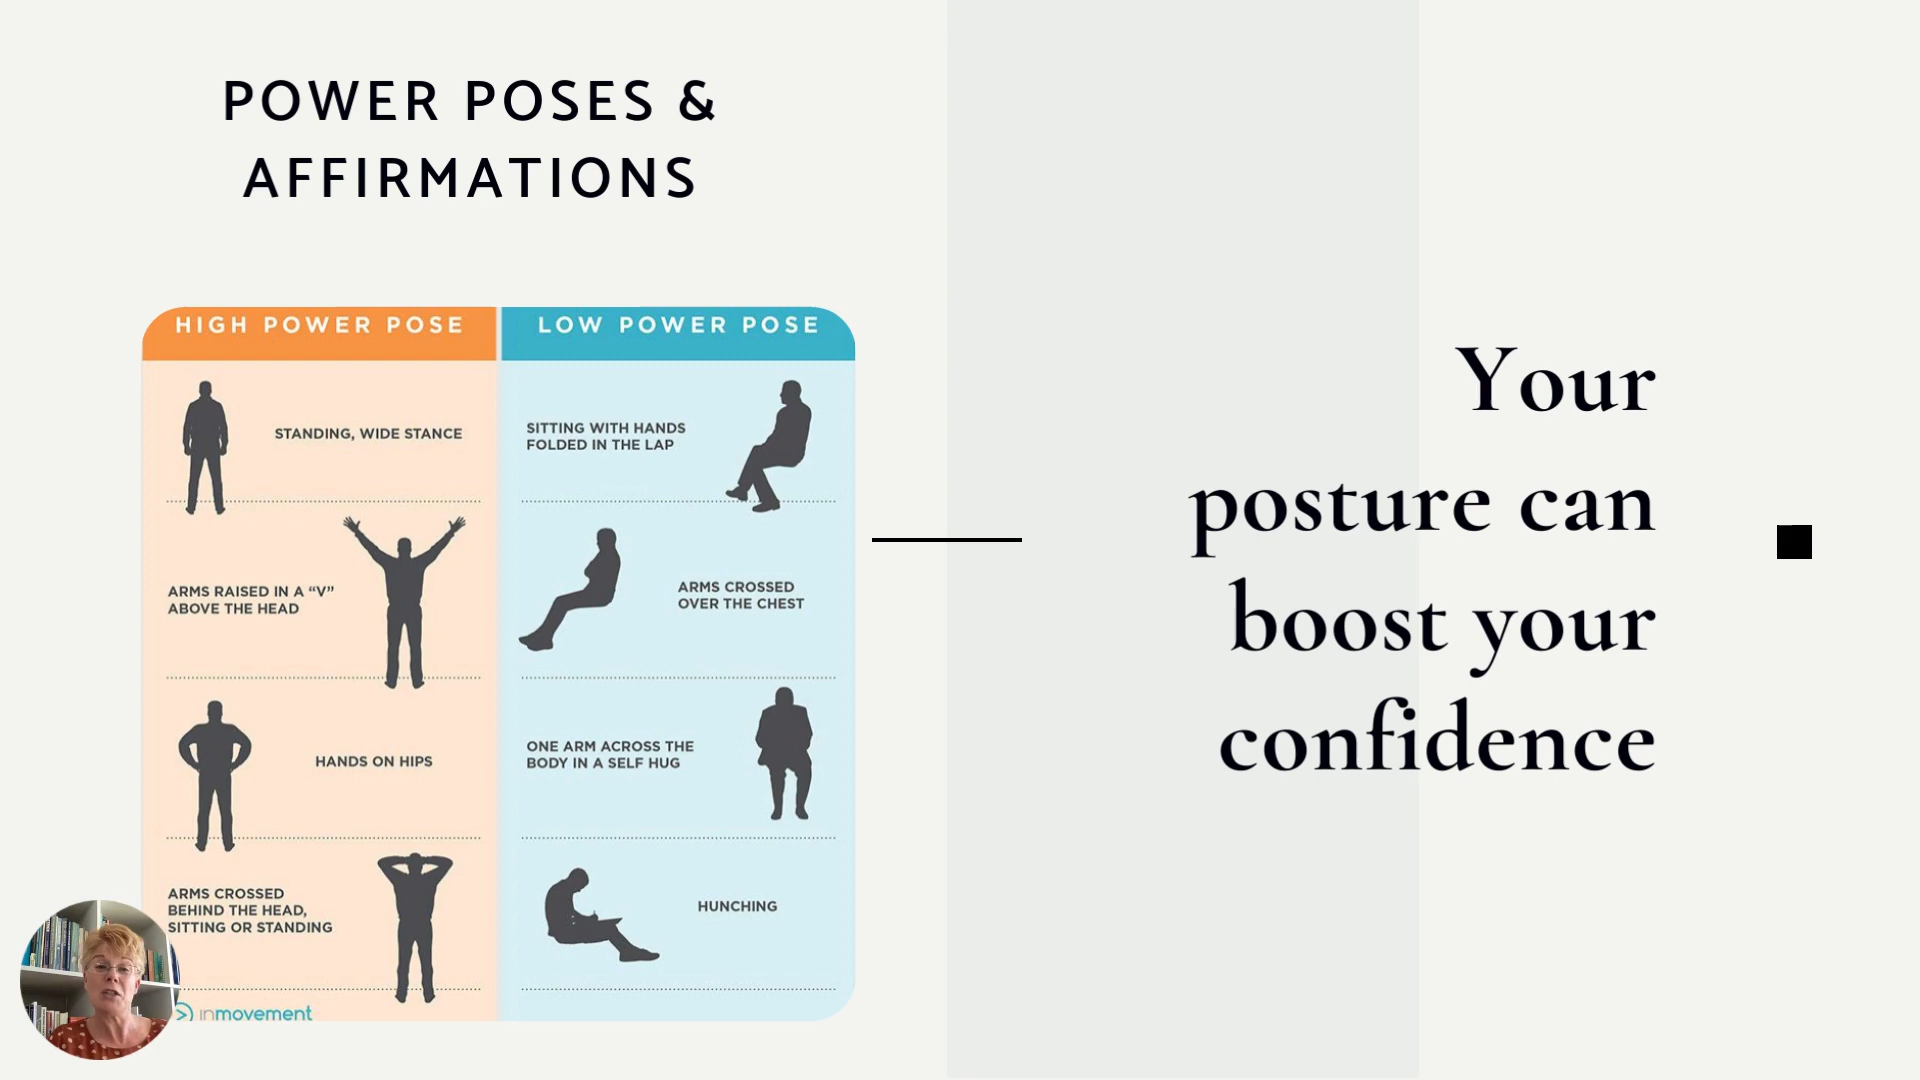 POWER POSES &
AFFIRMATIONS
HIGH POWER POSE
LOW POWER POSE
STANDING, WIDE STANCE
SITTING WITH HANDS
FOLDED IN THE LAP
ARMS RAISED IN A “V”
ABOVE THE HEAD
ARMS CROSSED
OVER THE CHEST
HANDS ON HIPS
ONE ARM ACROSS THE
BODY IN A SELF HUG
ARMS CROSSED
BEHIND THE HEAD,
SITTING OR STANDING
HUNCHING
inmovement
Your
posture can
boost your
confidence